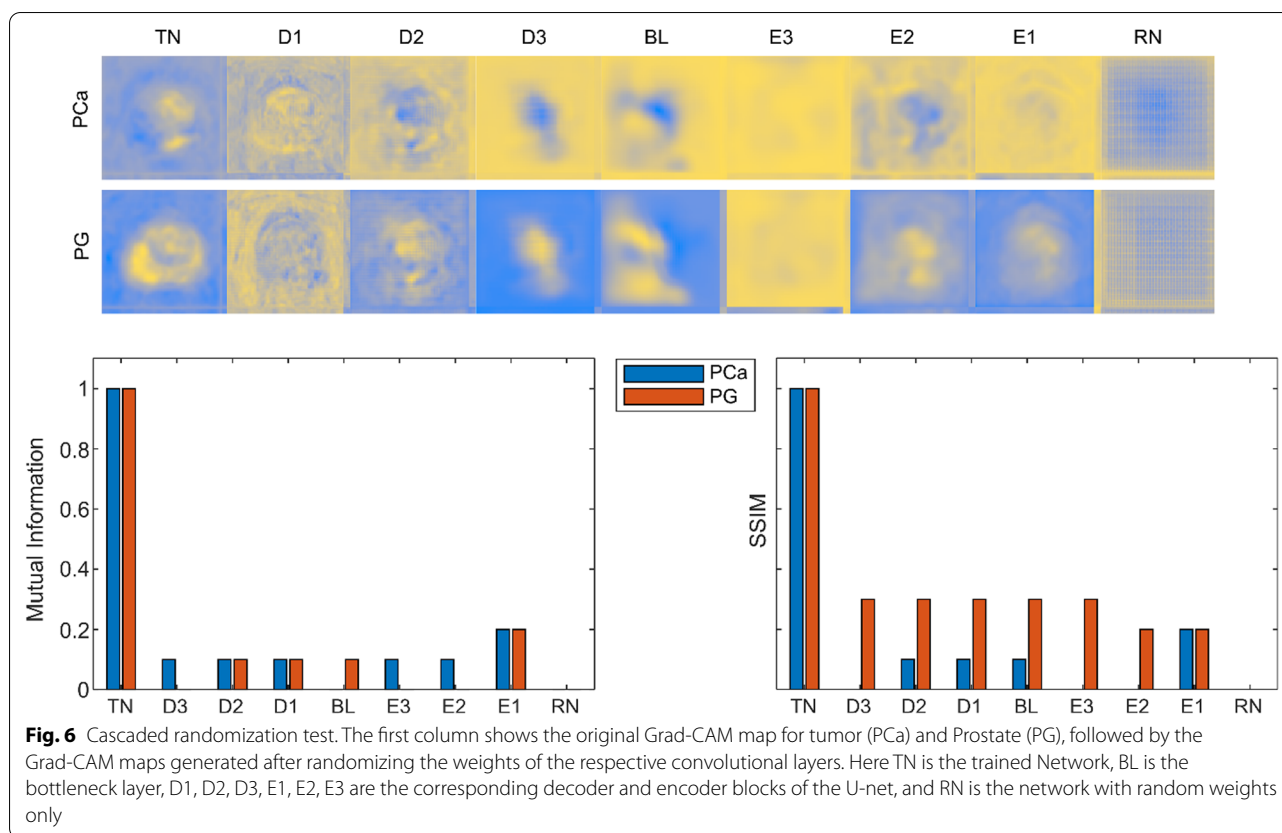 TN D1 D2 D3 BL E3 E2 E1 RN
PCa
PG
PCa
PG
Mutual Information
1
0.8
0.6
0.4
0.2
0
TN D3 D2 D1 BL E3 E2 E1 RN
SSIM
TN D3 D2 D1 BL E3 E2 E1 RN
Fig. 6 Cascaded randomization test. The first column shows the original Grad-CAM map for tumor (PCa) and Prostate (PG), followed by the
Grad-CAM maps generated after randomizing the weights of the respective convolutional layers. Here TN is the trained Network, BL is the
bottleneck layer, D1, D2, D3, E1, E2, E3 are the corresponding decoder and encoder blocks of the U-net, and RN is the network with random weights
only